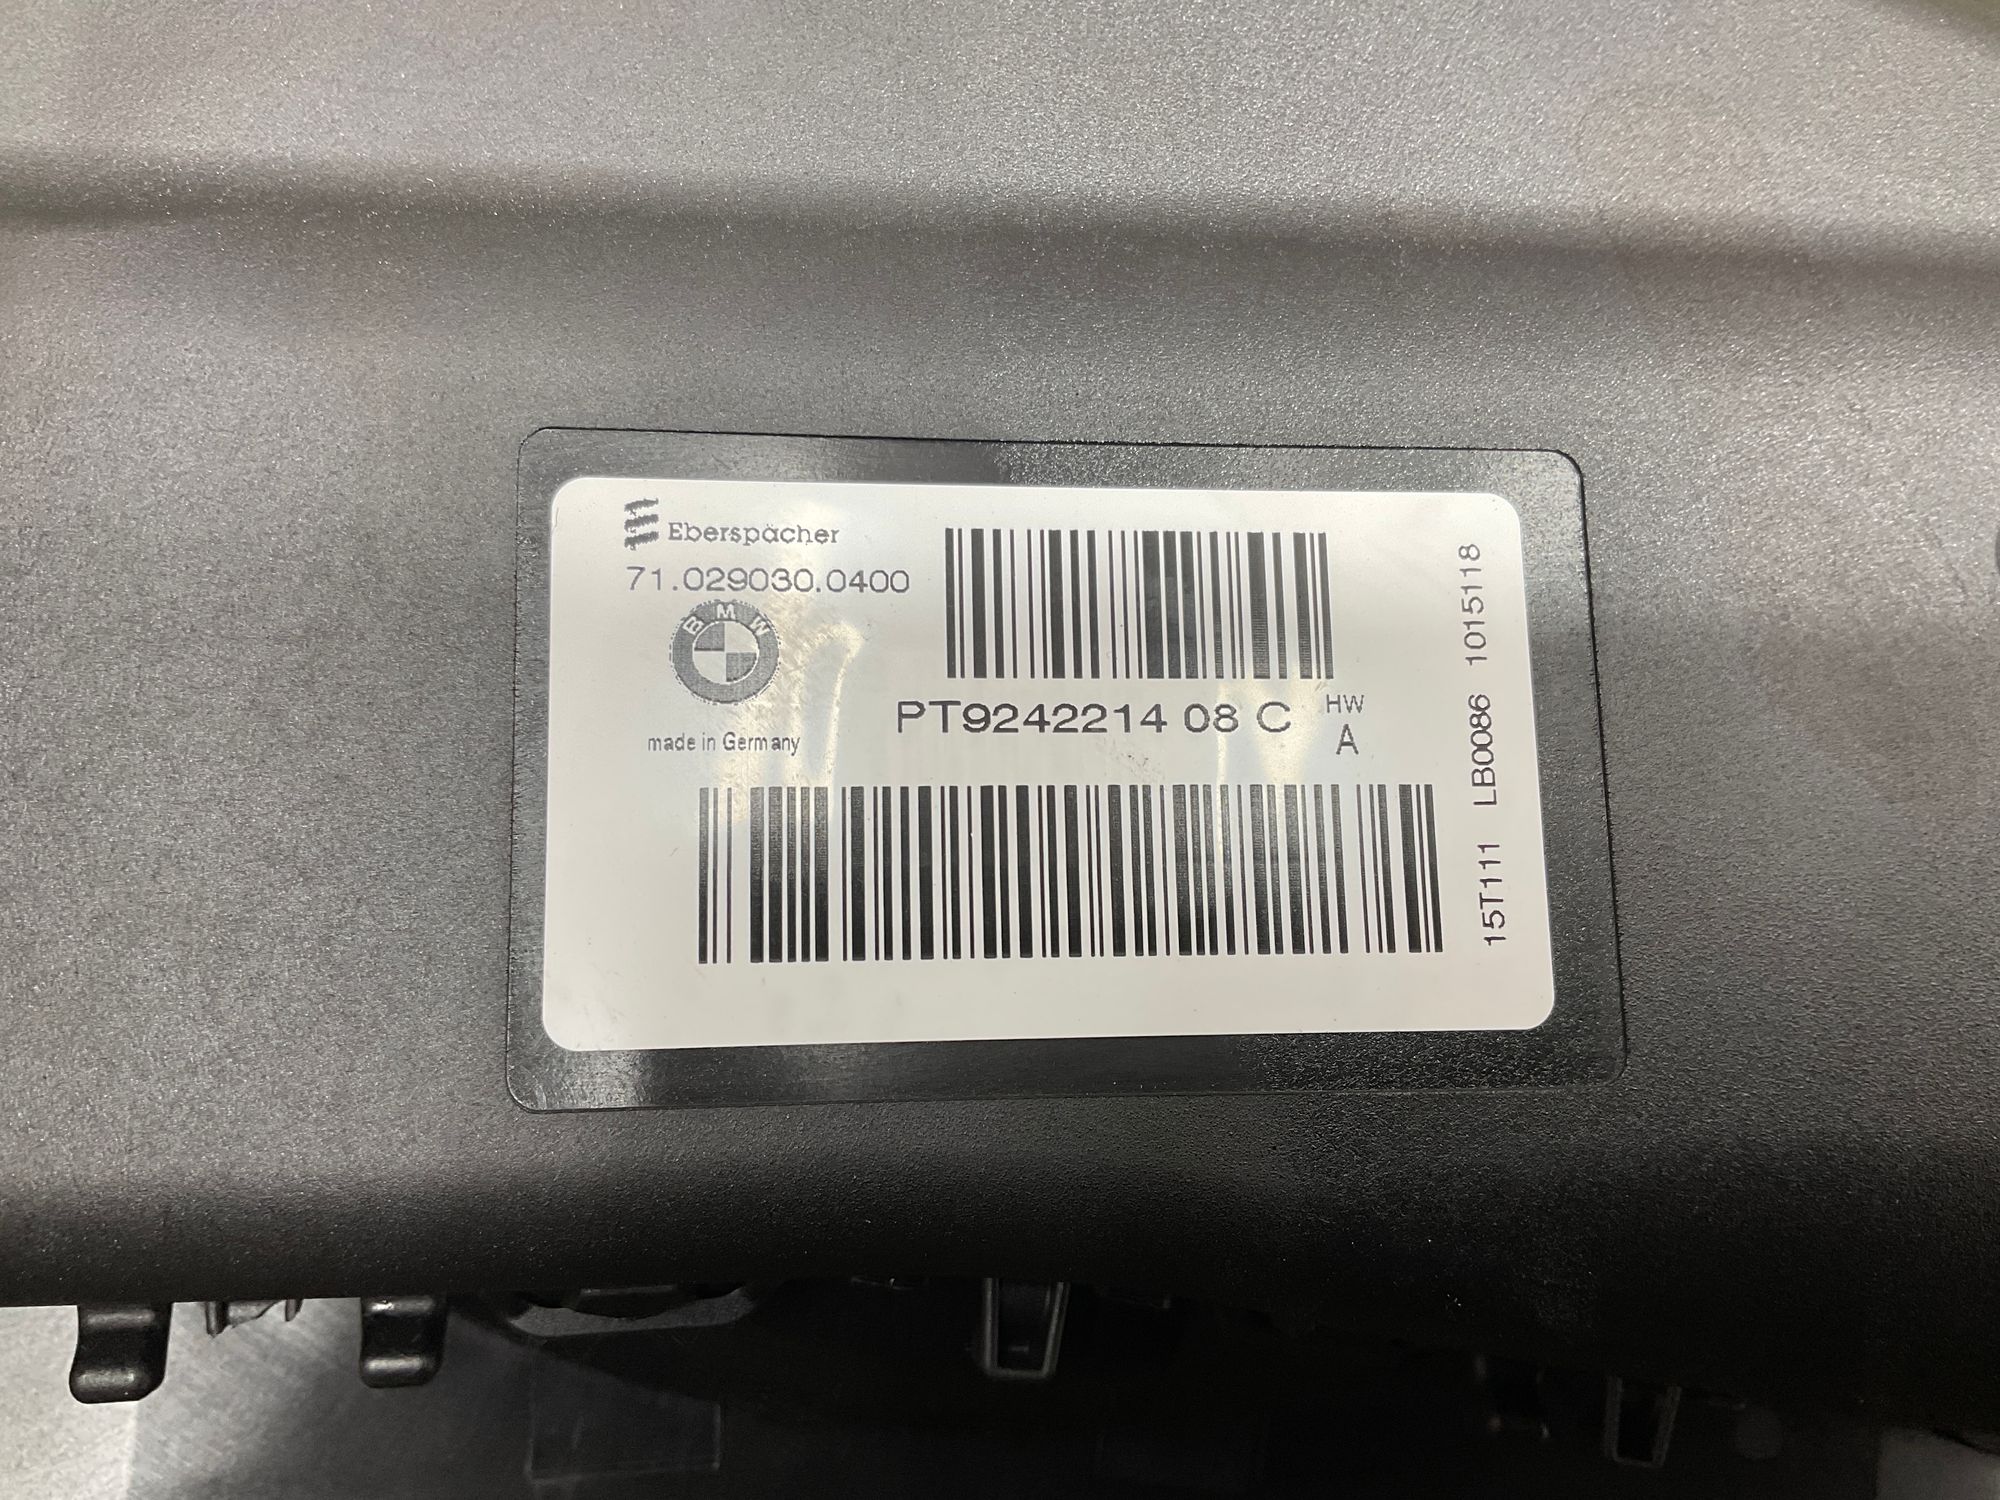 Eberspächer
71.029030.0400
BMW
made in Germany
PT9242214 08 C
HW
A
15T111 LB0086 1015118